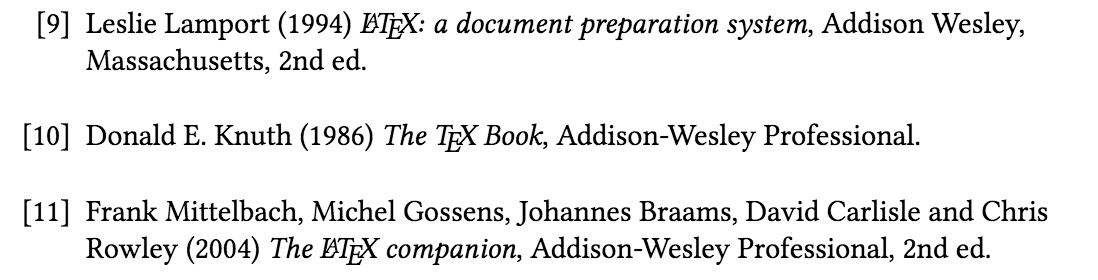 [9] Leslie Lamport (1994) LATEX: a document preparation system, Addison Wesley,
Massachusetts, 2nd ed.
[10] Donald E. Knuth (1986) The TEX Book, Addison-Wesley Professional.
[11] Frank Mittelbach, Michel Gossens, Johannes Braams, David Carlisle and Chris
Rowley (2004) The LATEX companion, Addison-Wesley Professional, 2nd ed.